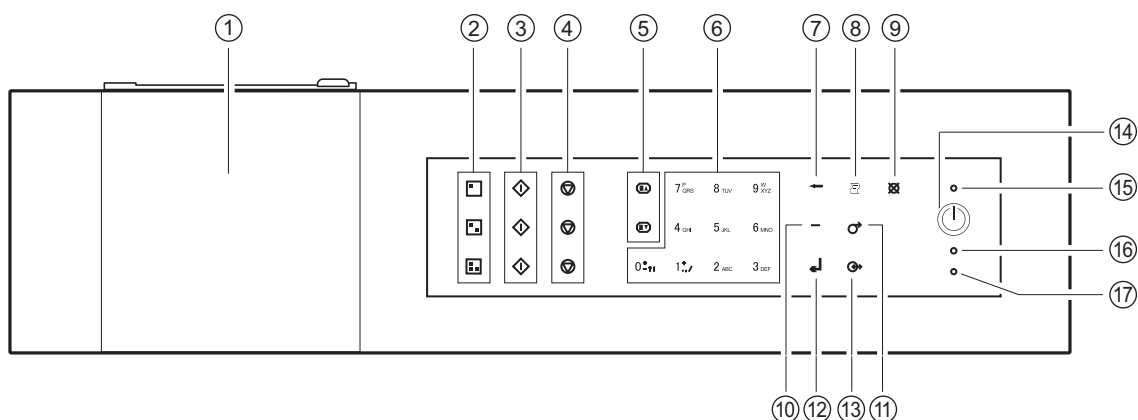 ① ② ③ ④ ⑤ ⑥ ⑦ ⑧ ⑨
⑭
7 PQRS 8 TUV 9 WXYZ
⑮
4 GHI 5 JKL 6 MNO
⑯
0 1 2 ABC 3 DEF
⑰
⑩ ⑫ ⑬ ⑪